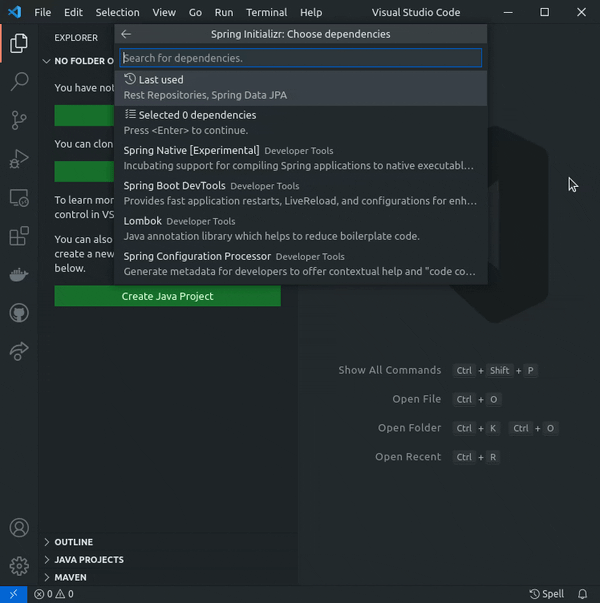 File Edit Selection View Go Run Terminal Help Visual Studio Code
EXPLORER
Spring Initializr: Choose dependencies
NO FOLDER O
Search for dependencies.
Last used
Rest Repositories, Spring Data JPA
You have not
Selected 0 dependencies
Press <Enter> to continue.
You can clon
Spring Native [Experimental] Developer Tools
Incubating support for compiling Spring applications to native executabl...
Spring Boot DevTools Developer Tools
Provides fast application restarts, LiveReload, and configurations for enh...
To learn mor
control in VS
Lombok Developer Tools
Java annotation library which helps to reduce boilerplate code.
You can also
create a new
below.
Spring Configuration Processor Developer Tools
Generate metadata for developers to offer contextual help and "code co...
Create Java Project
Show All Commands Ctrl + Shift + P
Open File Ctrl + O
Open Folder Ctrl + K Ctrl + O
Open Recent Ctrl + R
OUTLINE
JAVA PROJECTS
MAVEN
0 0 Spell